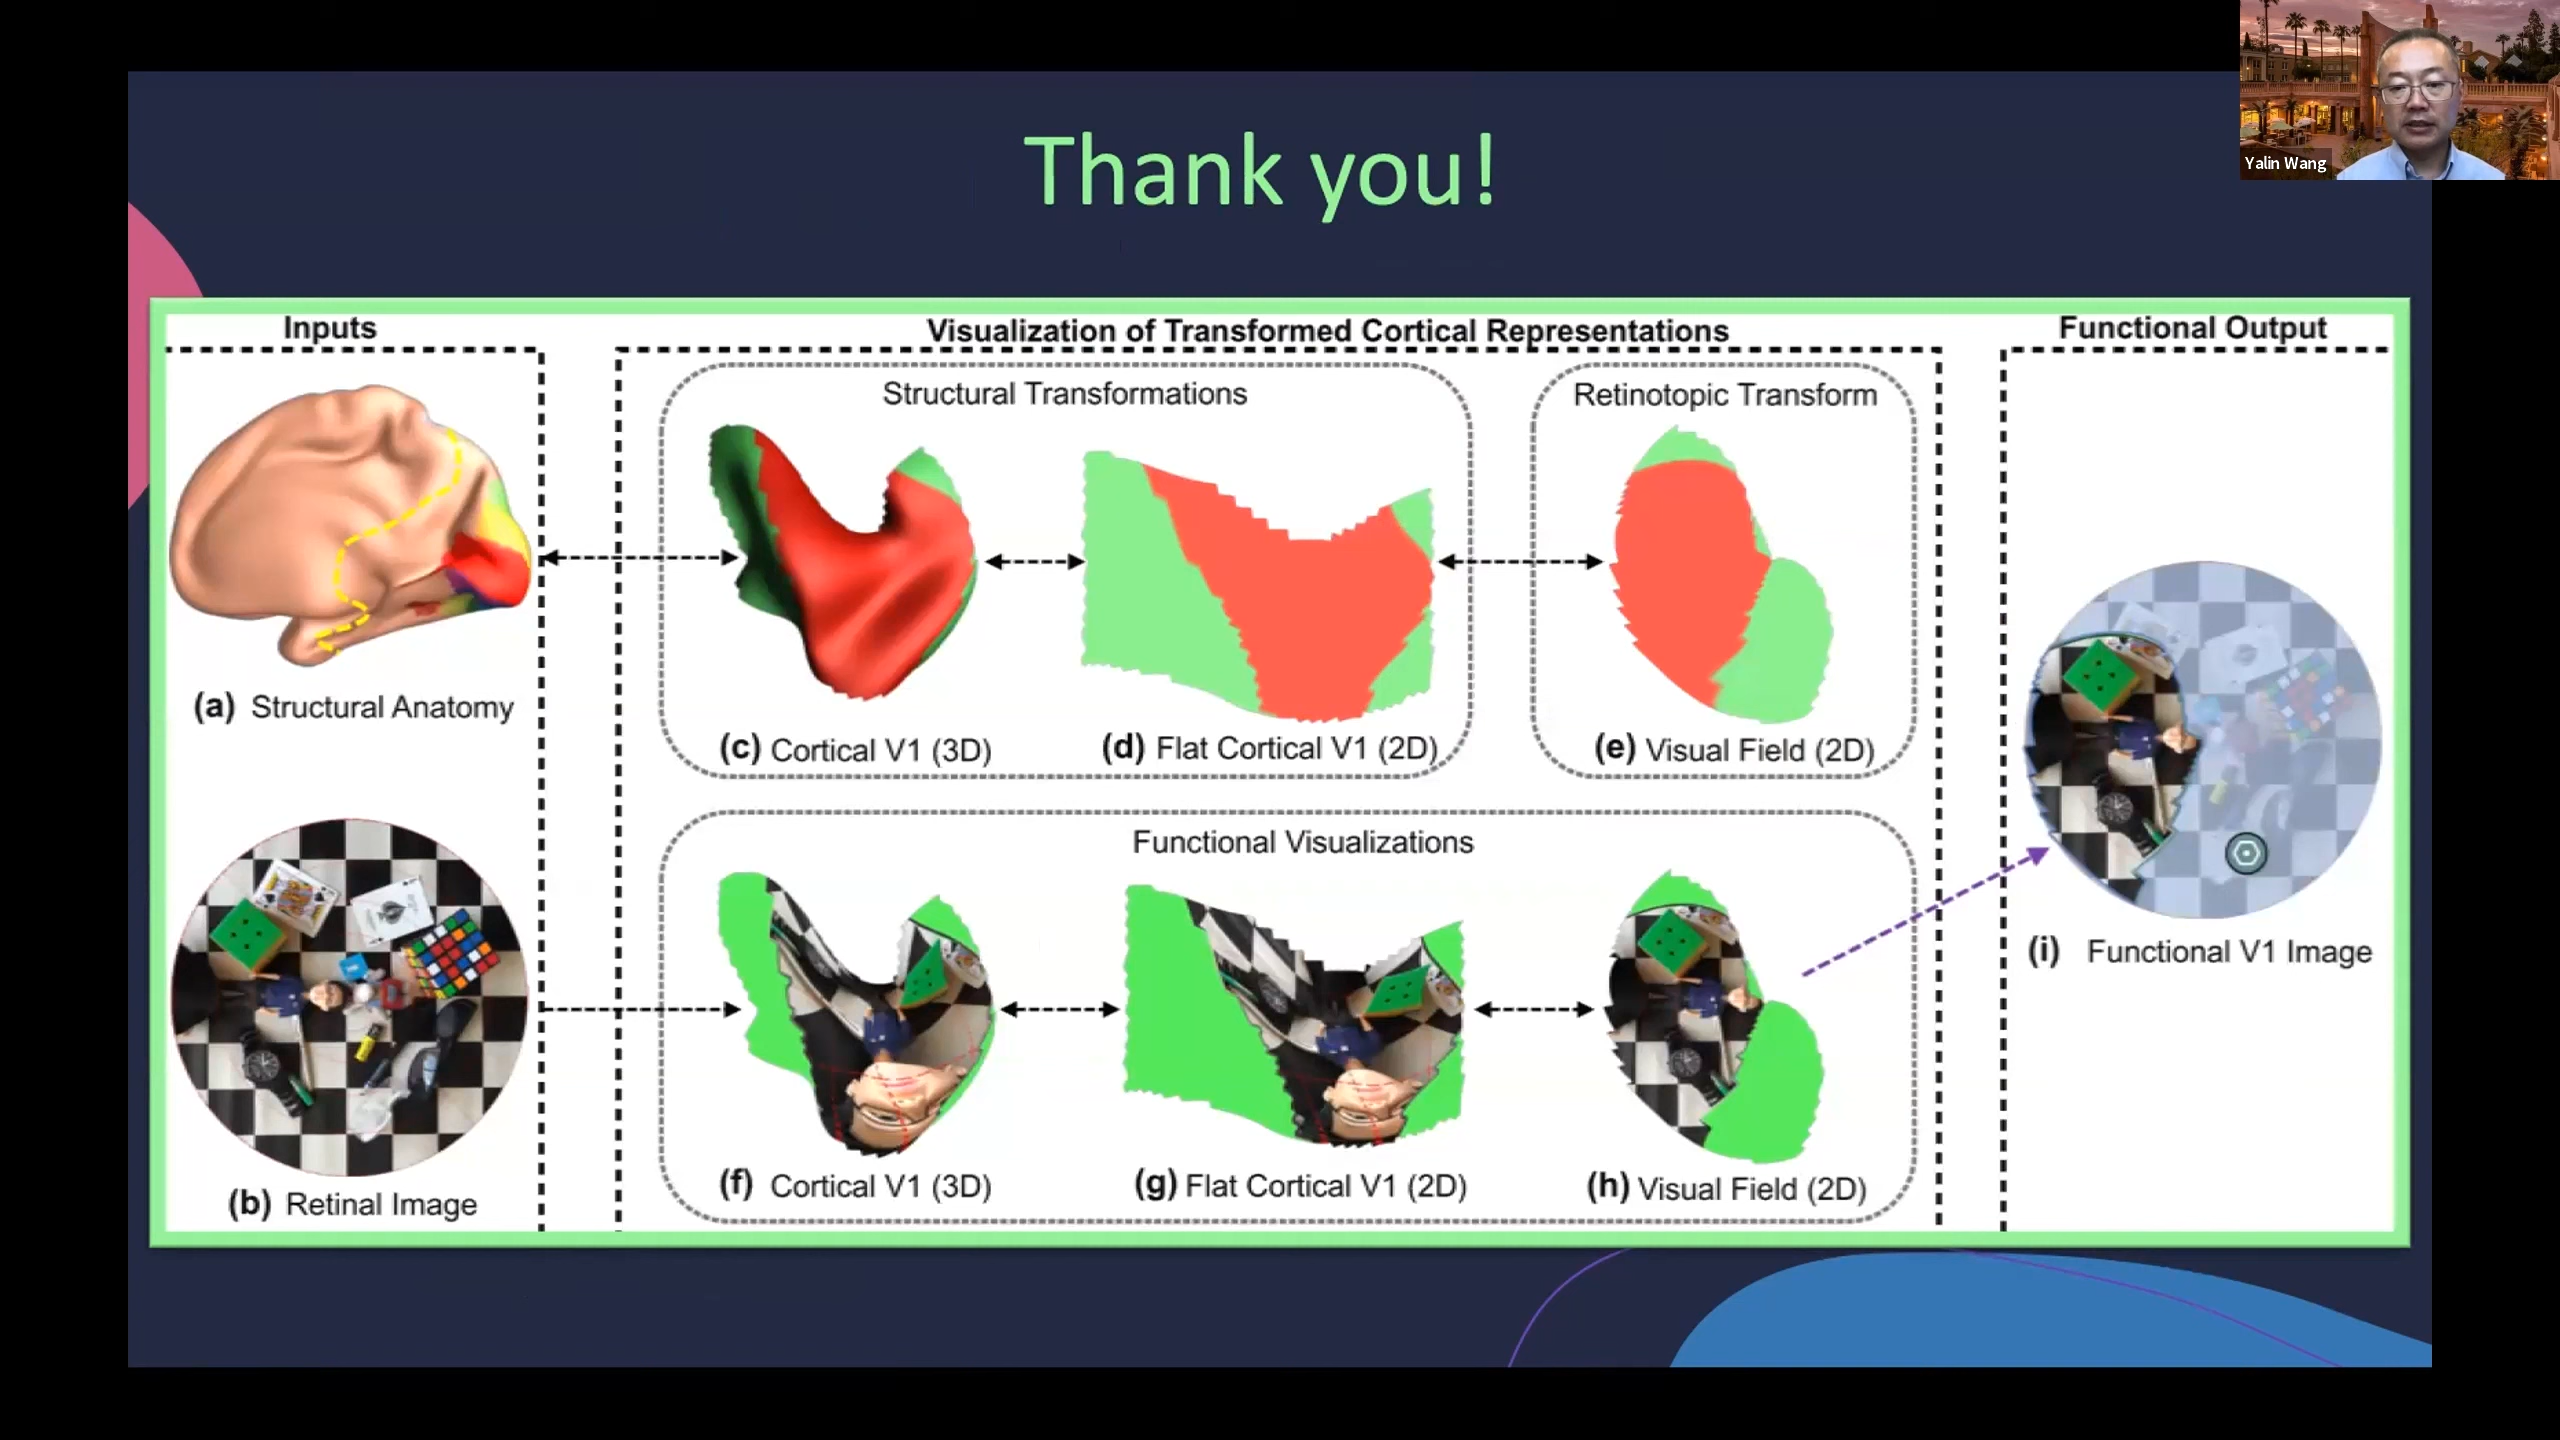 Thank you!
Yalin Wang
Inputs
Visualization of Transformed Cortical Representations
Functional Output
Structural Transformations
Retinotopic Transform
(a) Structural Anatomy
(c) Cortical V1 (3D)
(d) Flat Cortical V1 (2D)
(e) Visual Field (2D)
Functional Visualizations
(i) Functional V1 Image
(b) Retinal Image
(f) Cortical V1 (3D)
(g) Flat Cortical V1 (2D)
(h) Visual Field (2D)